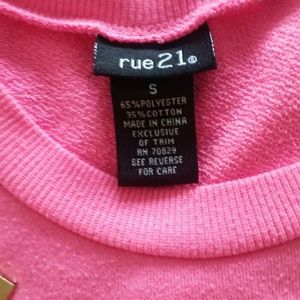 rue21®
S
65%POLYESTER
35%COTTON
MADE IN CHINA
EXCLUSIVE
OF TRIM
RN 70829
SEE REVERSE
FOR CARE